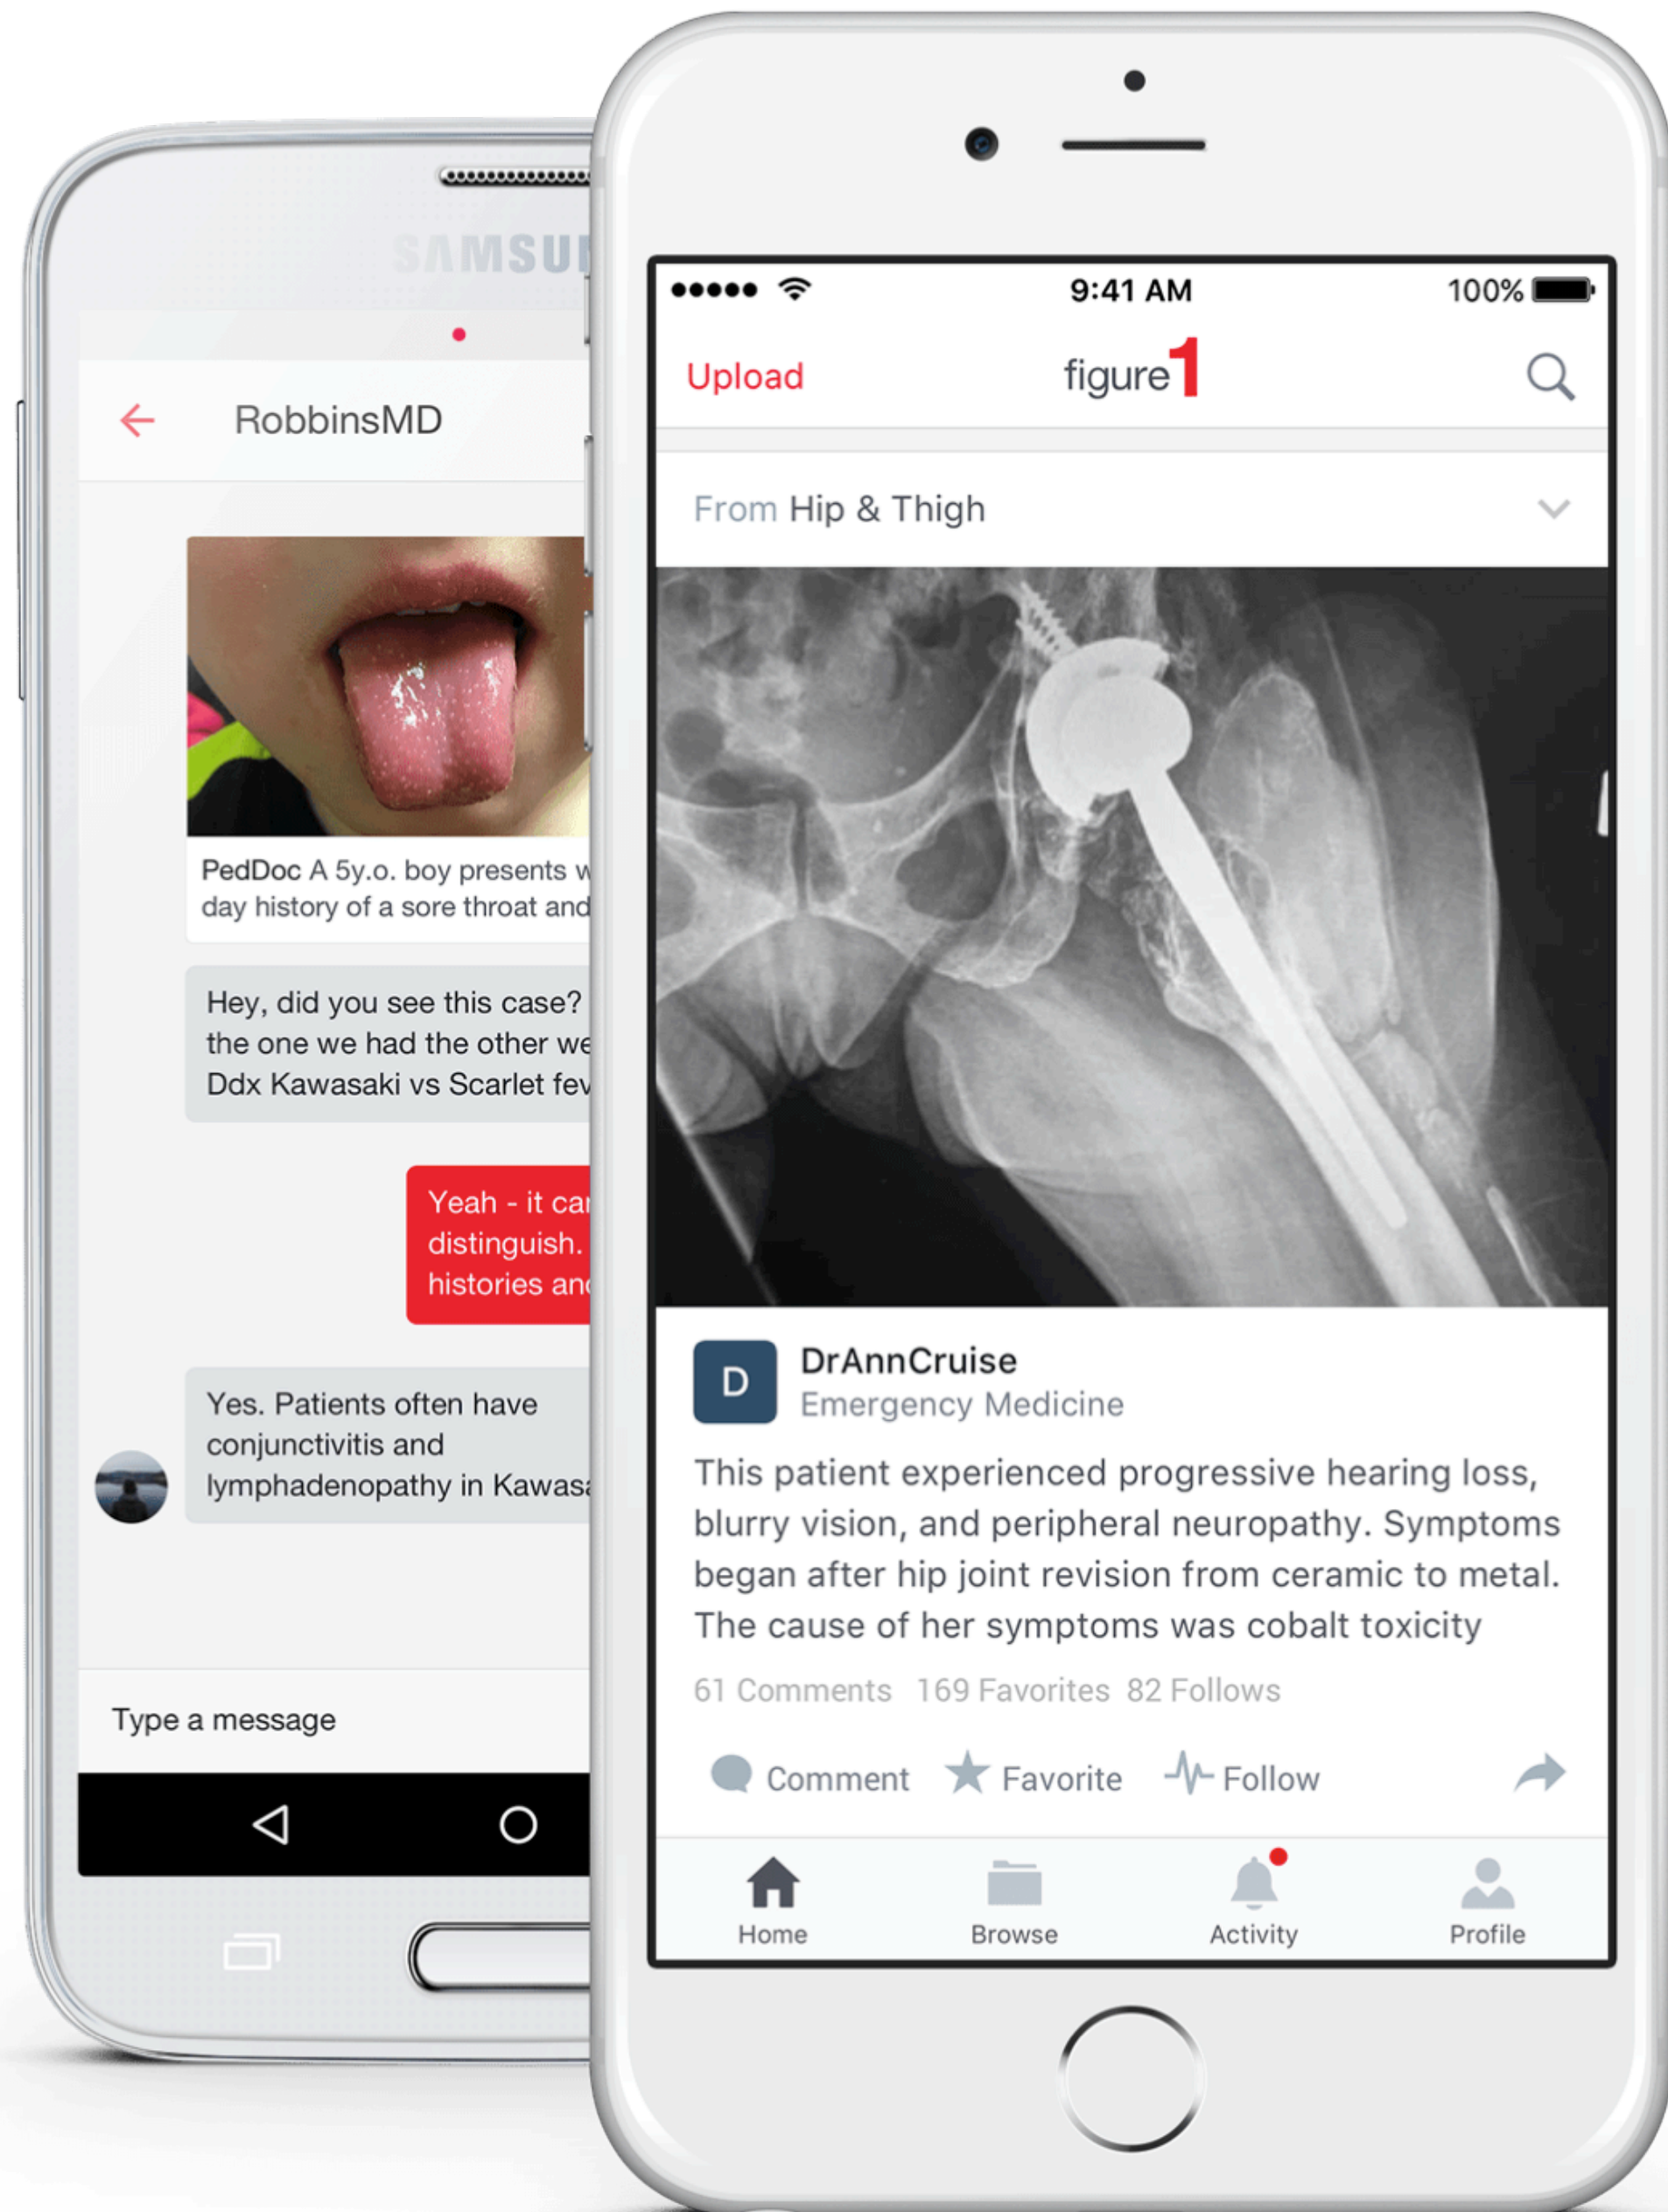 SAMSU
RobbinsMD
PedDoc A 5y.o. boy presents
day history of a sore throat and
Hey, did you see this case?
the one we had the other
Ddx Kawasaki vs Scarlet
Yeah - it
distinguish.
histories
Yes. Patients often have
conjunctivitis and
lymphadenopathy in
Type a message
9:41 AM
100%
Upload
figure1
From Hip & Thigh
D
DrAnnCruise
Emergency Medicine
This patient experienced progressive hearing loss,
blurry vision, and peripheral neuropathy. Symptoms
began after hip joint revision from ceramic to metal.
The cause of her symptoms was cobalt toxicity
61 Comments 169 Favorites 82 Follows
Comment Favorite Follow
Home Browse Activity Profile